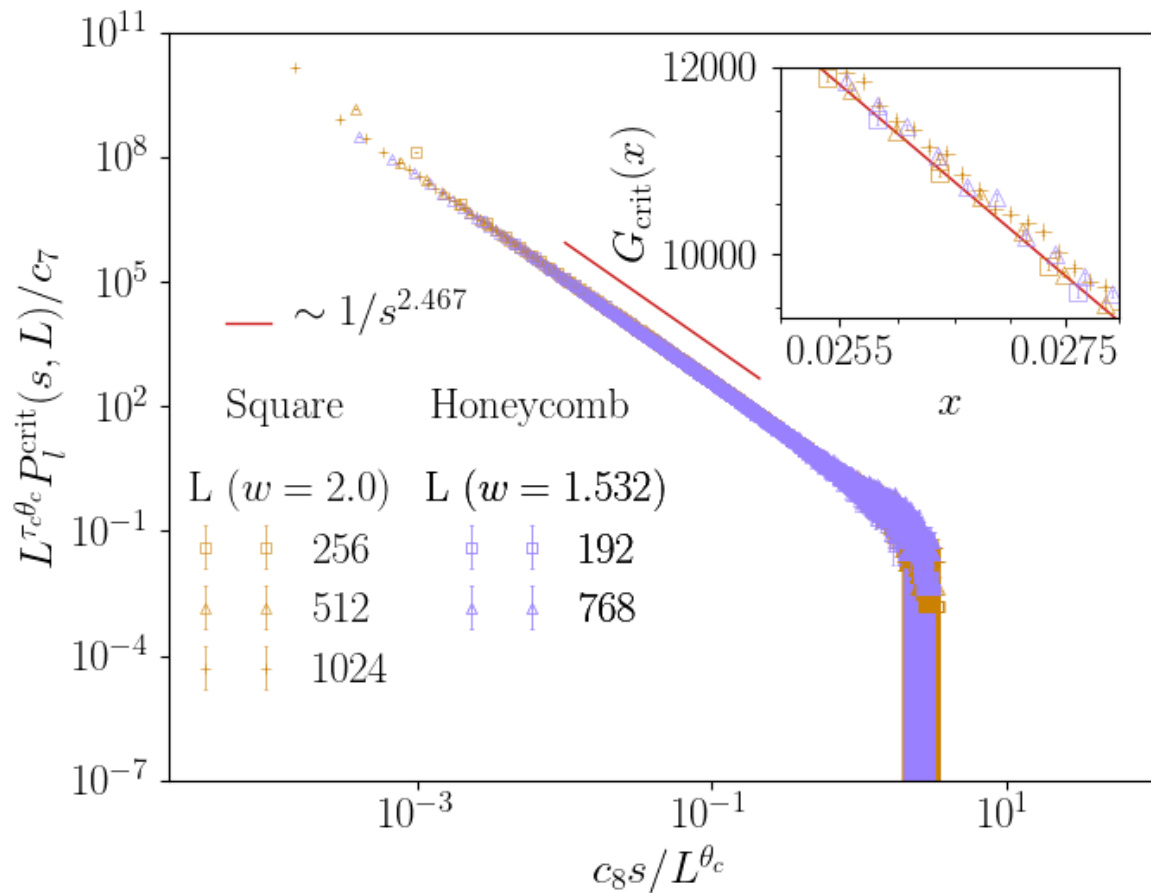 10^11
10^8
10^5
10^2
10^-1
10^-4
10^-7
L^{τ_c θ_c} P_l^{crit}(s, L)/c_7
12000
10000
G_crit(x)
0.0255 0.0275
x
~ 1/s^{2.467}
Square Honeycomb
L (w = 2.0) L (w = 1.532)
256 192
512 768
1024
10^-3 10^-1 10^1
c_8 s/L^{θ_c}